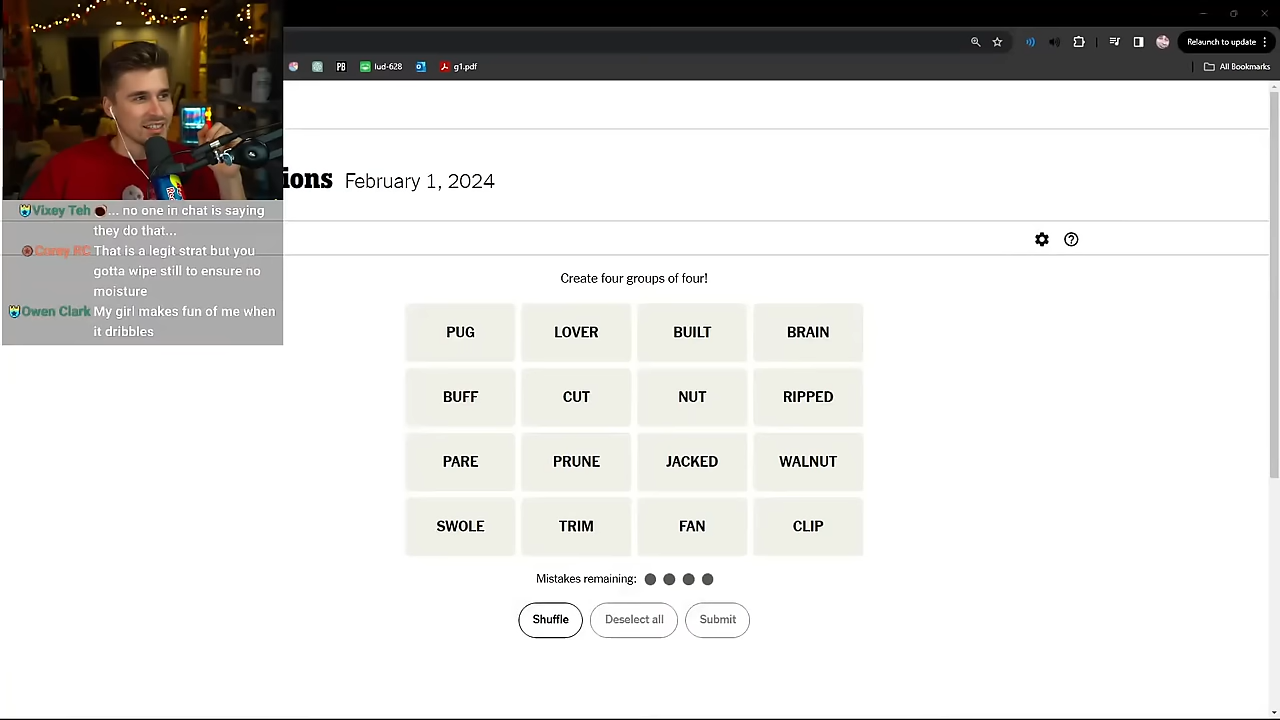 Relaunch to update
PB
iud-628
g1.pdf
All Bookmarks
ions February 1, 2024
Vixey Teh ... no one in chat is saying
they do that...
That is a legit strat but you
gotta wipe still to ensure no
moisture
Owen Clark My girl makes fun of me when
it dribbles
Create four groups of four!
PUG LOVER BUILT BRAIN
BUFF CUT NUT RIPPED
PARE PRUNE JACKED WALNUT
SWOLE TRIM FAN CLIP
Mistakes remaining:
Shuffle Deselect all Submit